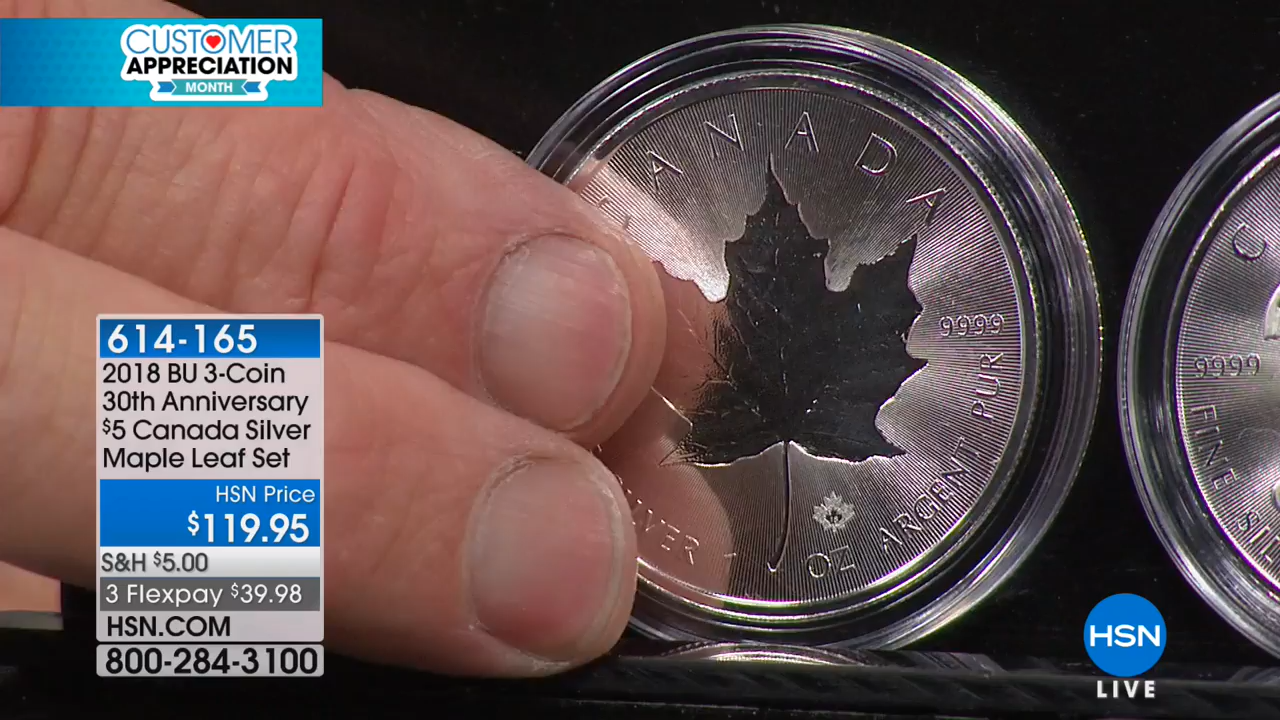 CUSTOMER
APPRECIATION
MONTH
614-165
2018 BU 3-Coin
30th Anniversary
$5 Canada Silver
Maple Leaf Set
HSN Price
$119.95
S&H $5.00
3 Flexpay $39.98
HSN.COM
800-284-3100
CANADA
9999
OZ ARGENT PUR
9999
FINE
HSN
LIVE